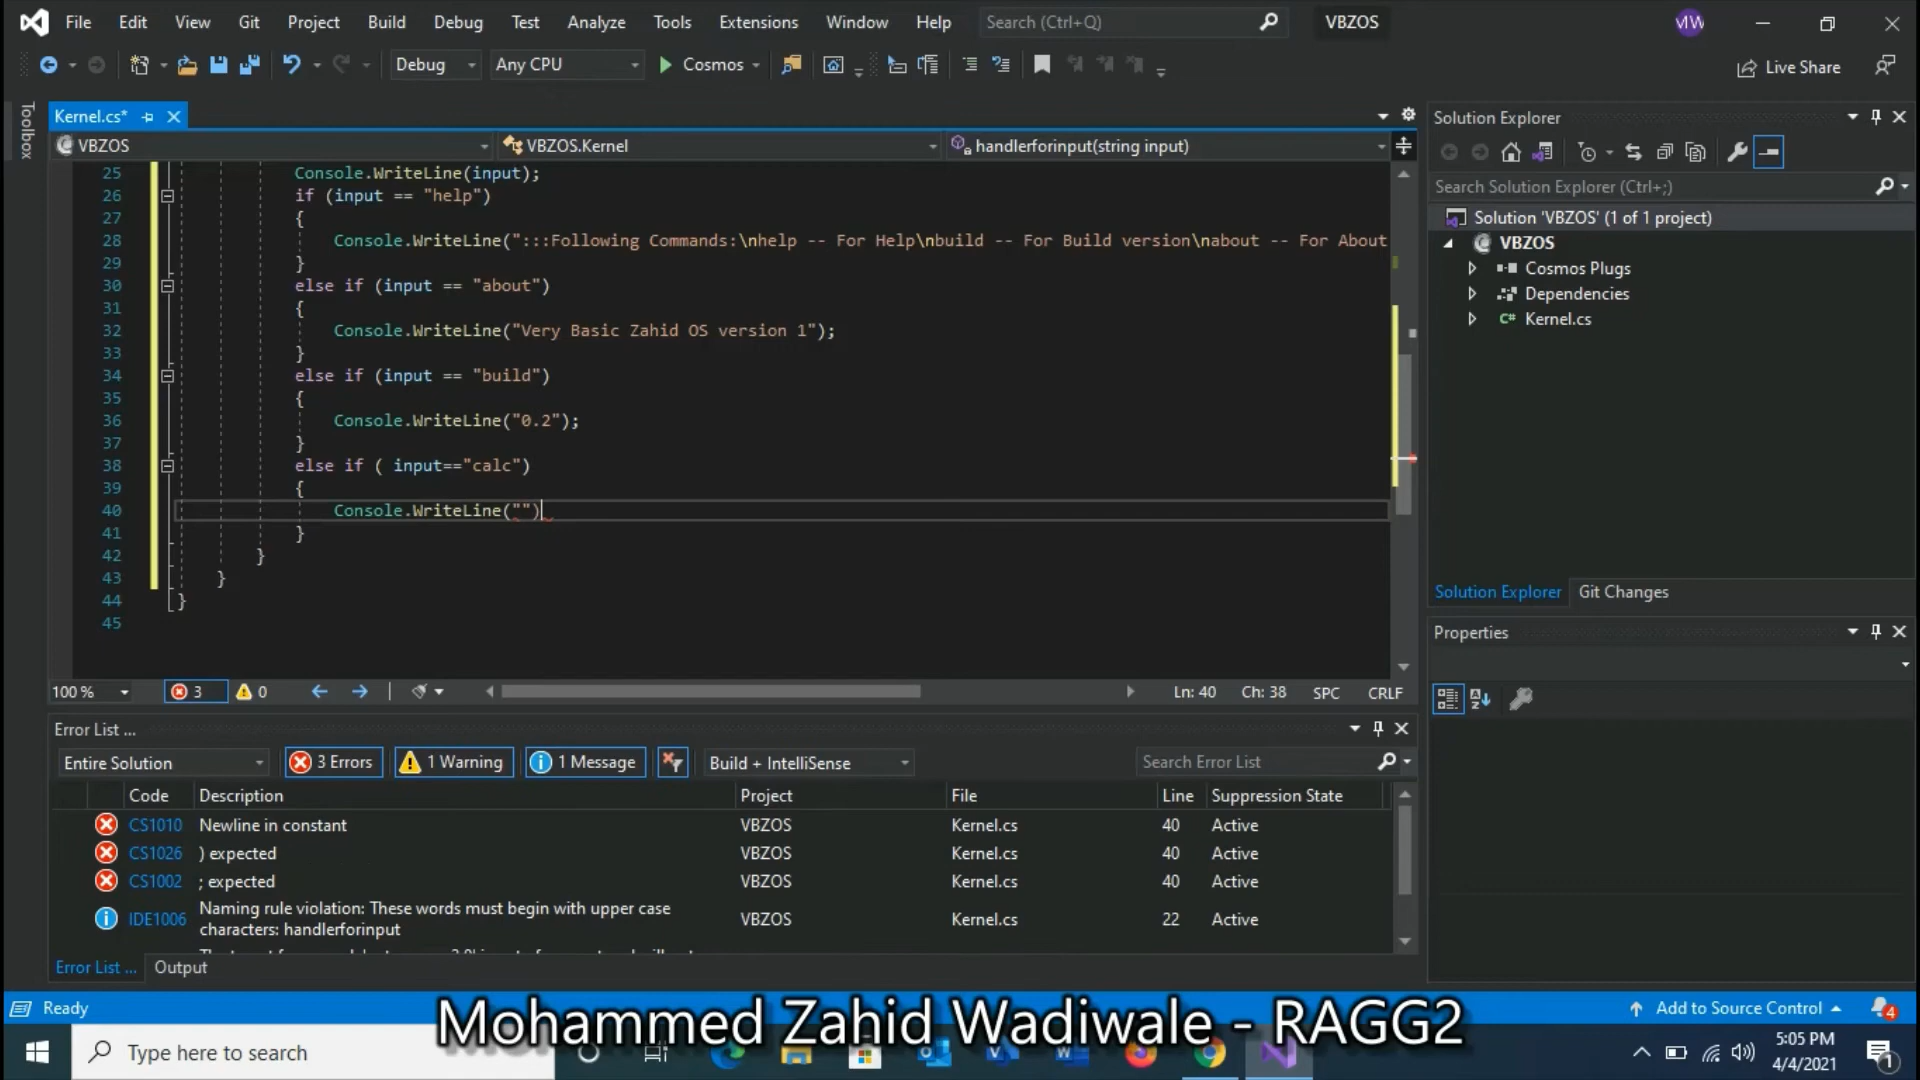 File Edit View Git Project Build Debug Test Analyze Tools Extensions Window Help Search (Ctrl+Q) VBZOS MW
Debug Any CPU Cosmos Live Share
Toolbox
Kernel.cs*
VBZOS VBZOS.Kernel handlerforinput(string input)
25 Console.WriteLine(input);
26 if (input == "help")
27 {
28 Console.WriteLine(":::Following Commands:\nhelp -- For Help\nbuild -- For Build version\nabout -- For About
29 }
30 else if (input == "about")
31 {
32 Console.WriteLine("Very Basic Zahid OS version 1");
33 }
34 else if (input == "build")
35 {
36 Console.WriteLine("0.2");
37 }
38 else if ( input=="calc")
39 {
40 Console.WriteLine("")
41 }
42 }
43 }
44 }
45
100 % 3 0 Ln: 40 Ch: 38 SPC CRLF
Solution Explorer
Search Solution Explorer (Ctrl+;)
Solution 'VBZOS' (1 of 1 project)
VBZOS
Cosmos Plugs
Dependencies
C# Kernel.cs
Solution Explorer Git Changes
Properties
Error List ...
Entire Solution 3 Errors 1 Warning 1 Message Build + IntelliSense Search Error List
Code Description Project File Line Suppression State
CS1010 Newline in constant VBZOS Kernel.cs 40 Active
CS1026 ) expected VBZOS Kernel.cs 40 Active
CS1002 ; expected VBZOS Kernel.cs 40 Active
IDE1006 Naming rule violation: These words must begin with upper case characters: handlerforinput VBZOS Kernel.cs 22 Active
Error List ... Output
Ready Add to Source Control 4
Mohammed Zahid Wadiwale - RAGG2
Type here to search 5:05 PM
4/4/2021 1